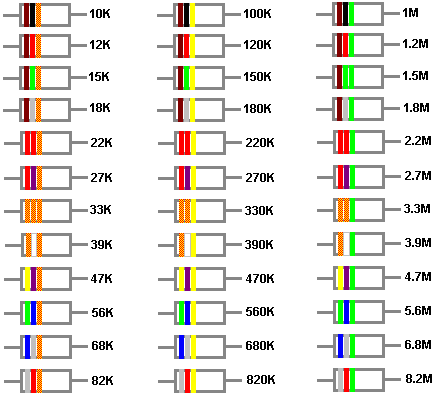 10K 100K 1M
12K 120K 1.2M
15K 150K 1.5M
18K 180K 1.8M
22K 220K 2.2M
27K 270K 2.7M
33K 330K 3.3M
39K 390K 3.9M
47K 470K 4.7M
56K 560K 5.6M
68K 680K 6.8M
82K 820K 8.2M